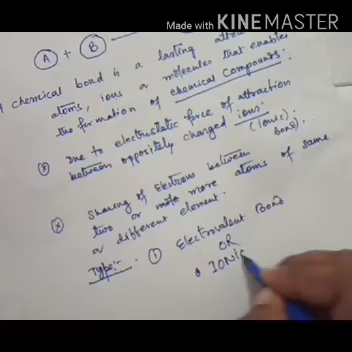 Made with KINEMASTER
A + B
A chemical bond is a lasting
atoms, ions or molecules that enables
the formation of chemical compounds.
Due to electrostatic force of attraction
between oppositely charged ions.
(Ionic bond).
Sharing of electrons between
two or more atoms of same
or different element.
Type:- ① Electrovalent Bond
OR
IONIC